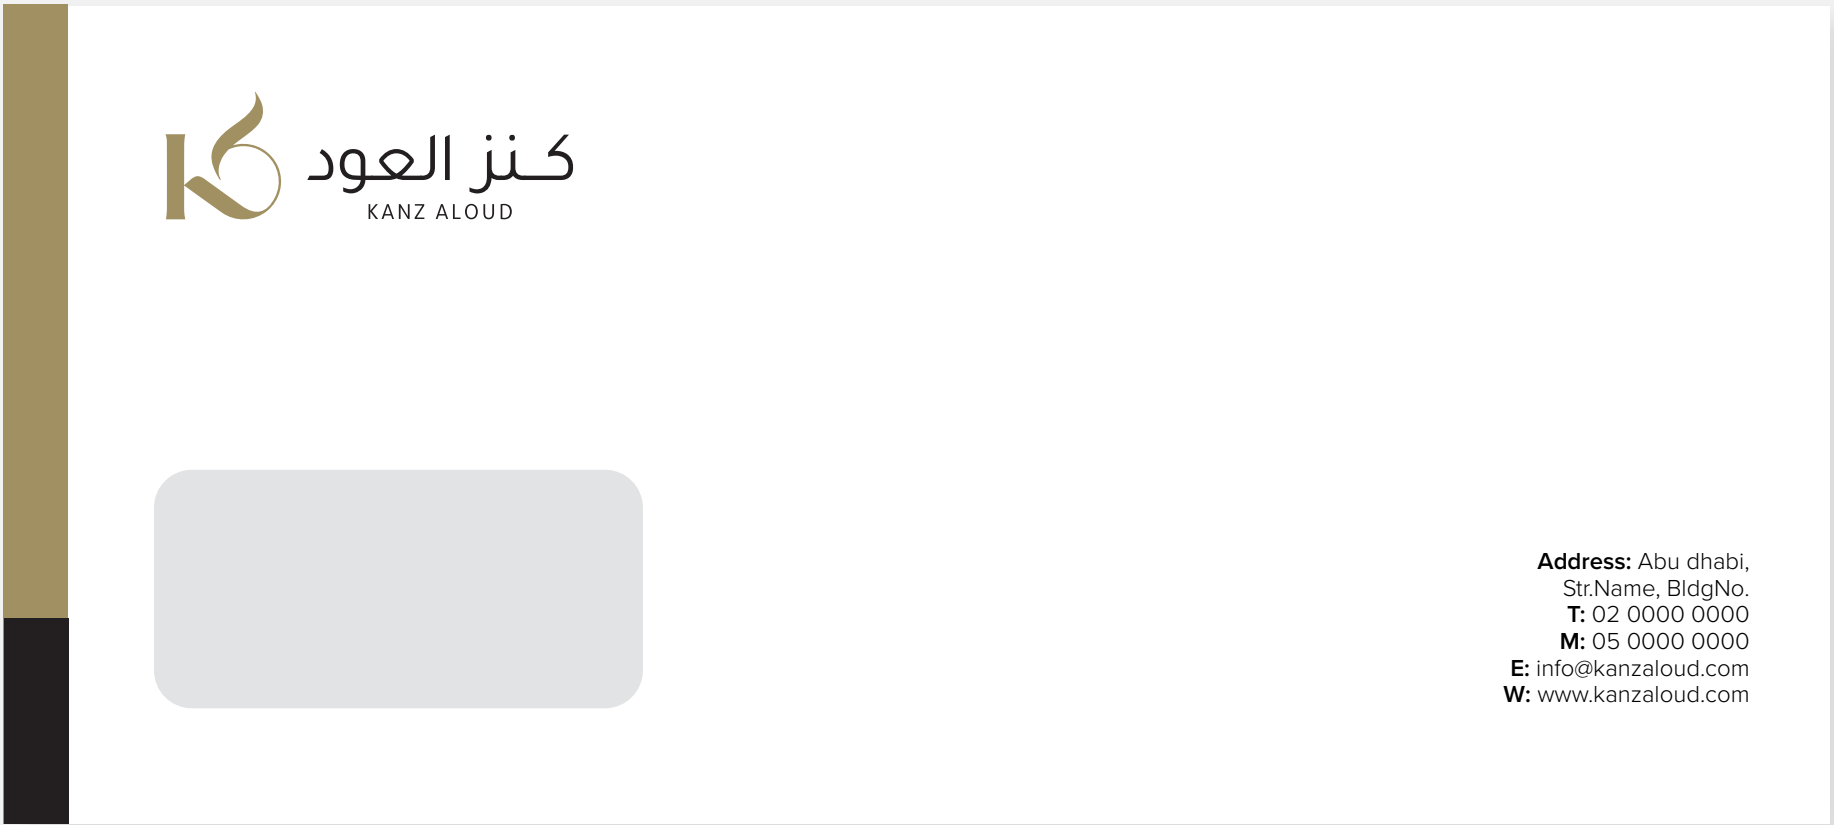 كنز العود
KANZ ALOUD
Address: Abu dhabi,
Str.Name, BldgNo.
T: 02 0000 0000
M: 05 0000 0000
E: info@kanzaloud.com
W: www.kanzaloud.com